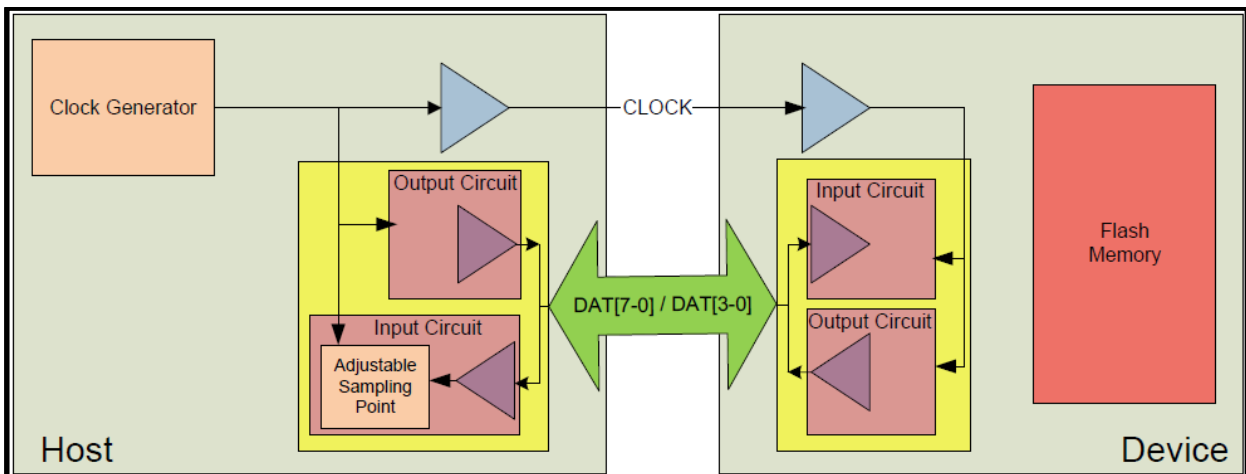 Clock Generator
CLOCK
Output Circuit
Input Circuit
Adjustable
Sampling
Point
DAT[7-0] / DAT[3-0]
Input Circuit
Output Circuit
Flash
Memory
Host
Device